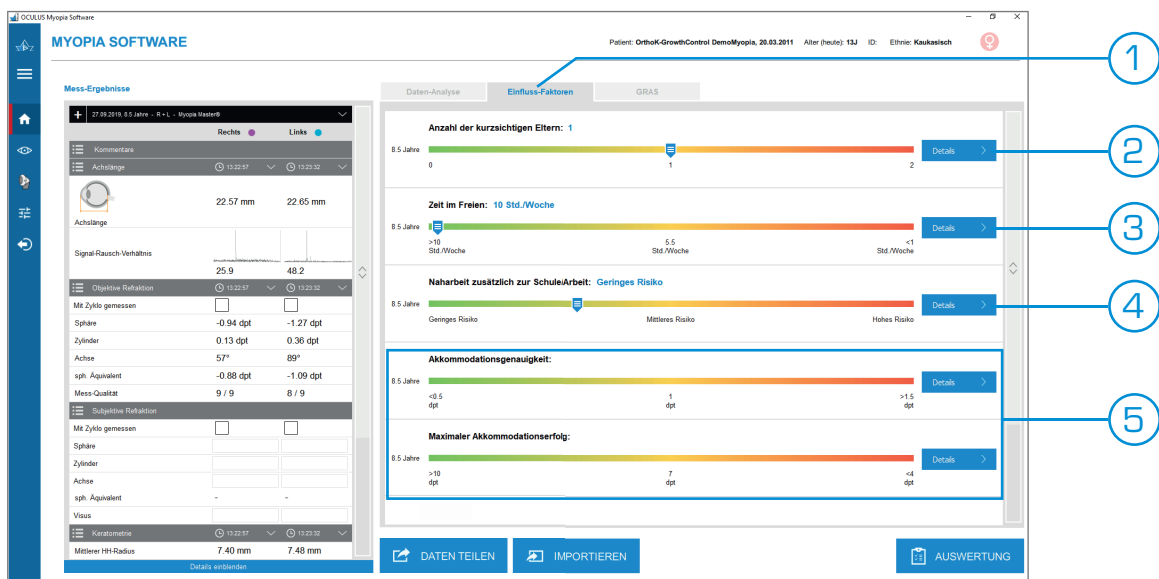 OCULUS Myopia Software
MYOPIA SOFTWARE
Patient: OrthoK-GrowthControl DemoMyopia, 20.03.2011 Alter (heute): 13J ID: Ethnie: Kaukasisch
1
Mess-Ergebnisse
27.09.2019, 8.5 Jahre - R + L - Myopia Master®
Rechts Links
Kommentare
Achslänge 13:22:57 13:23:32
22.57 mm 22.65 mm
Achslänge
Signal-Rausch-Verhältnis
25.9 48.2
Objektive Refraktion 13:22:57 13:23:32
Mit Zyklo gemessen
Sphäre -0.94 dpt -1.27 dpt
Zylinder 0.13 dpt 0.36 dpt
Achse 57° 89°
sph. Äquivalent -0.88 dpt -1.09 dpt
Mess-Qualität 9 / 9 8 / 9
Subjektive Refraktion
Mit Zyklo gemessen
Sphäre
Zylinder
Achse
sph. Äquivalent - -
Visus
Keratometrie 13:22:57 13:23:32
Mittlerer HH-Radius 7.40 mm 7.48 mm
Details einblenden
Daten-Analyse Einfluss-Faktoren GRAS
Anzahl der kurzsichtigen Eltern: 1
8.5 Jahre
0 1 2
Details
2
Zeit im Freien: 10 Std./Woche
8.5 Jahre
>10 5.5 <1
Std./Woche Std./Woche Std./Woche
Details
3
Naharbeit zusätzlich zur Schule/Arbeit: Geringes Risiko
8.5 Jahre
Geringes Risiko Mittleres Risiko Hohes Risiko
Details
4
Akkommodationsgenauigkeit:
8.5 Jahre
<0.5 1 >1.5
dpt dpt dpt
Details
5
Maximaler Akkommodationserfolg:
8.5 Jahre
>10 7 <4
dpt dpt dpt
Details
DATEN TEILEN IMPORTIEREN AUSWERTUNG